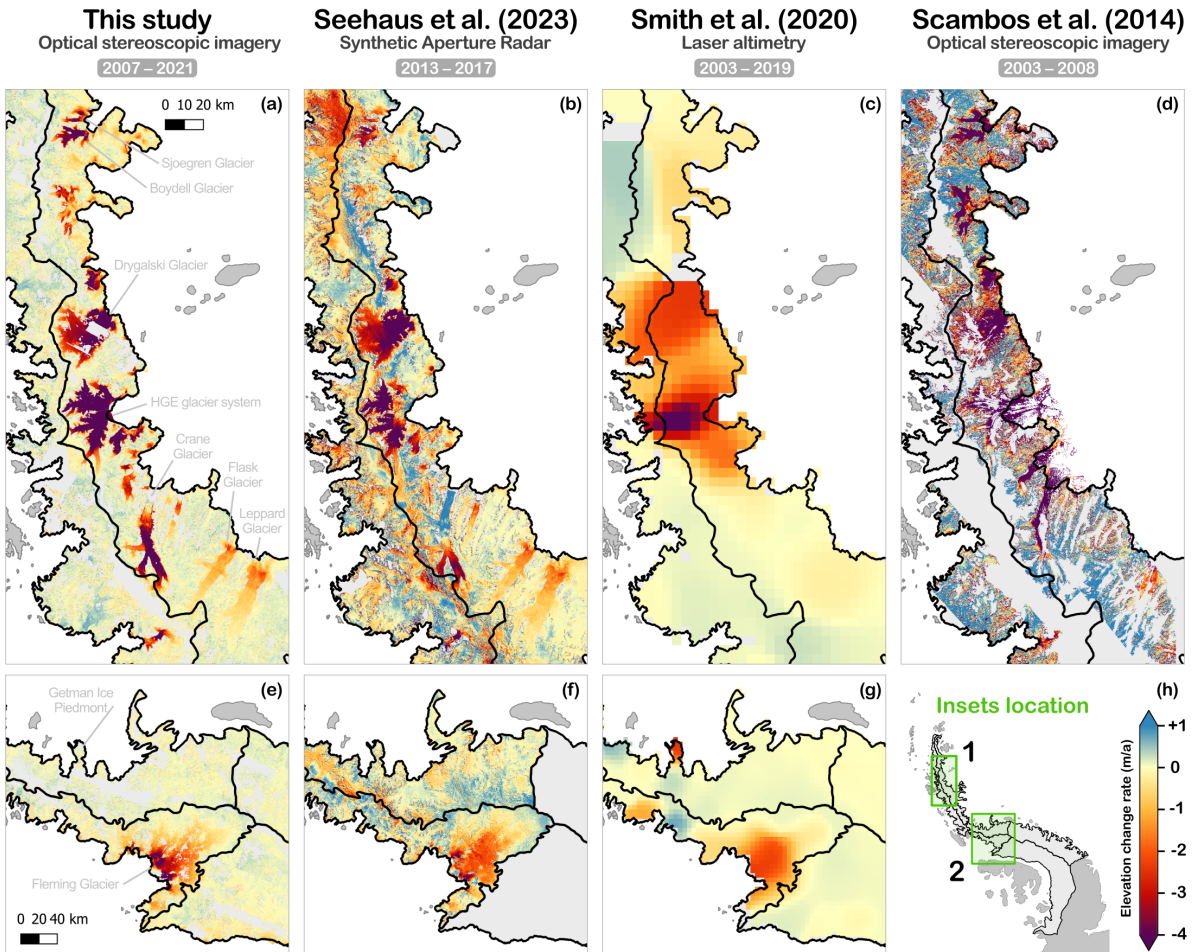 This study
Optical stereoscopic imagery
2007 – 2021
Seehaus et al. (2023)
Synthetic Aperture Radar
2013 – 2017
Smith et al. (2020)
Laser altimetry
2003 – 2019
Scambos et al. (2014)
Optical stereoscopic imagery
2003 – 2008
(a)
0 10 20 km
Sjoegren Glacier
Boydell Glacier
Drygalski Glacier
HGE glacier system
Crane
Glacier
Flask
Glacier
Leppard
Glacier
(b)
(c)
(d)
(e)
Getman Ice
Piedmont
Fleming Glacier
0 20 40 km
(f)
(g)
(h)
Insets location
1
2
Elevation change rate (m/a)
+1
0
-1
-2
-3
-4